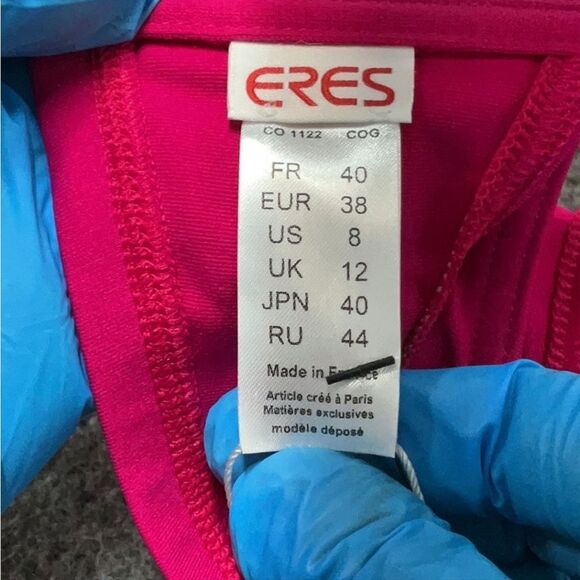 ERES
CO 1122 COG
FR 40
EUR 38
US 8
UK 12
JPN 40
RU 44
Made in France
Article créé à Paris
Matières exclusives
modèle déposé